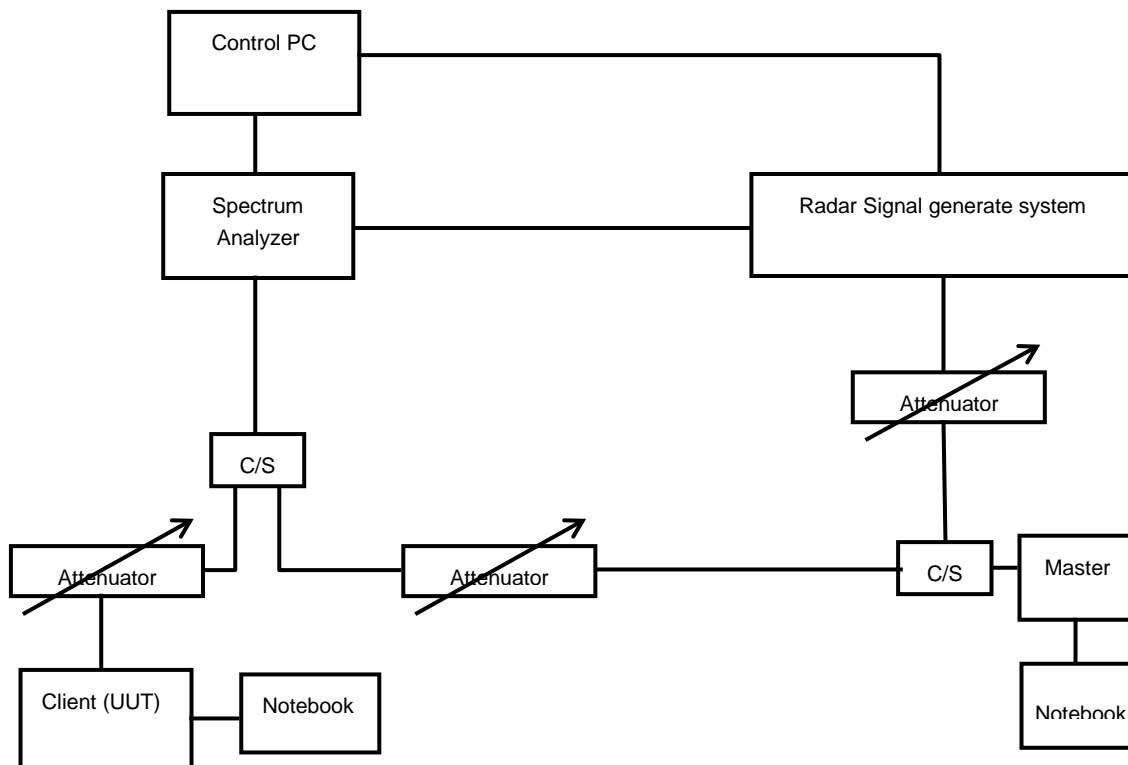 Control PC
Spectrum
Analyzer
Radar Signal generate system
Attenuator
C/S
Attenuator
Attenuator
C/S
Master
Client (UUT)
Notebook
Notebook